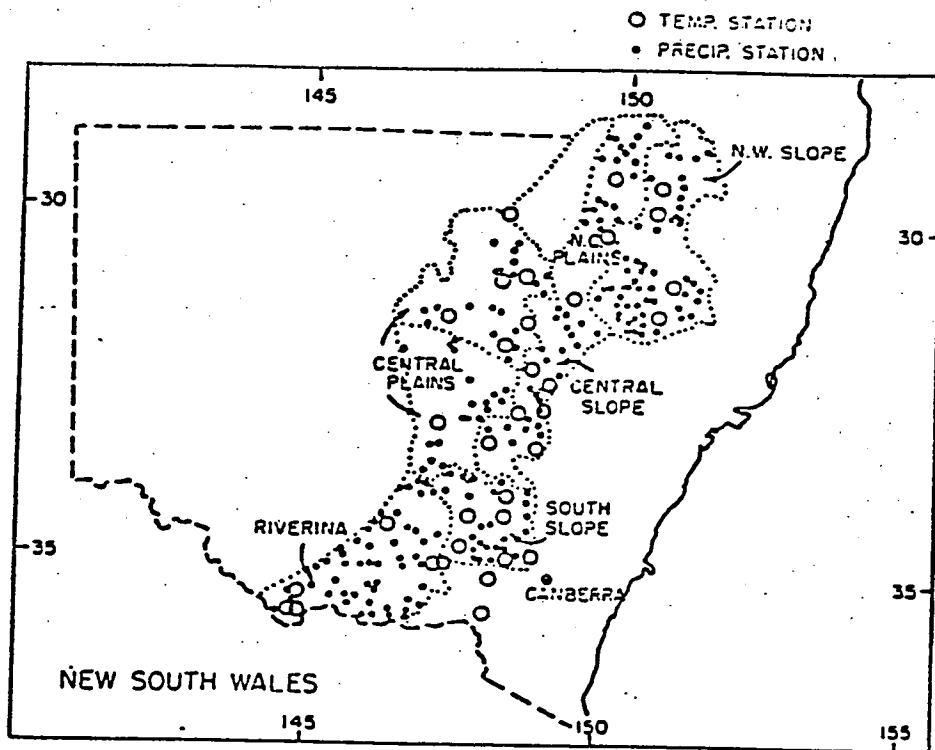 TEMP. STATION
PRECIP. STATION
145
150
N.W. SLOPE
30
30
N.C.
PLAINS
CENTRAL
PLAINS
CENTRAL
SLOPE
SOUTH
SLOPE
RIVERINA
35
CANBERRA
35
NEW SOUTH WALES
145
150
155